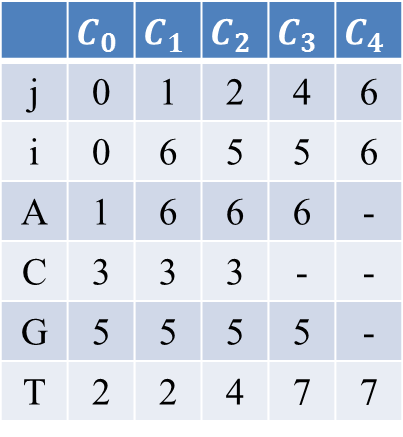 C₀ C₁ C₂ C₃ C₄
j 0 1 2 4 6
i 0 6 5 5 6
A 1 6 6 6 -
C 3 3 3 - -
G 5 5 5 5 -
T 2 2 4 7 7